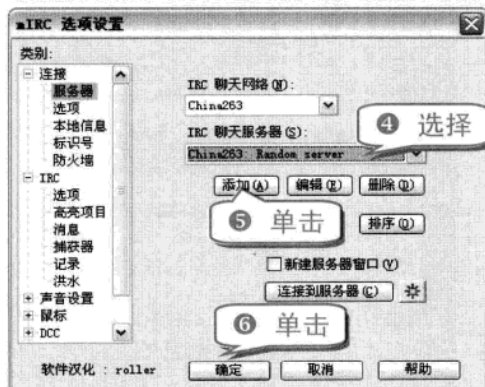 mIRC 选项设置
类别:
连接
服务器
选项
本地信息
标识号
防火墙
IRC
选项
高亮项目
消息
捕获器
记录
洪水
声音设置
鼠标
DCC
IRC 聊天网络(N):
China263
IRC 聊天服务器(S):
China263: Random server
④ 选择
添加(A) 编辑(E) 删除(D)
⑤ 单击
排序(O)
新建服务器窗口(V)
连接到服务器(C)
⑥ 单击
软件汉化 : roller
确定 取消 帮助